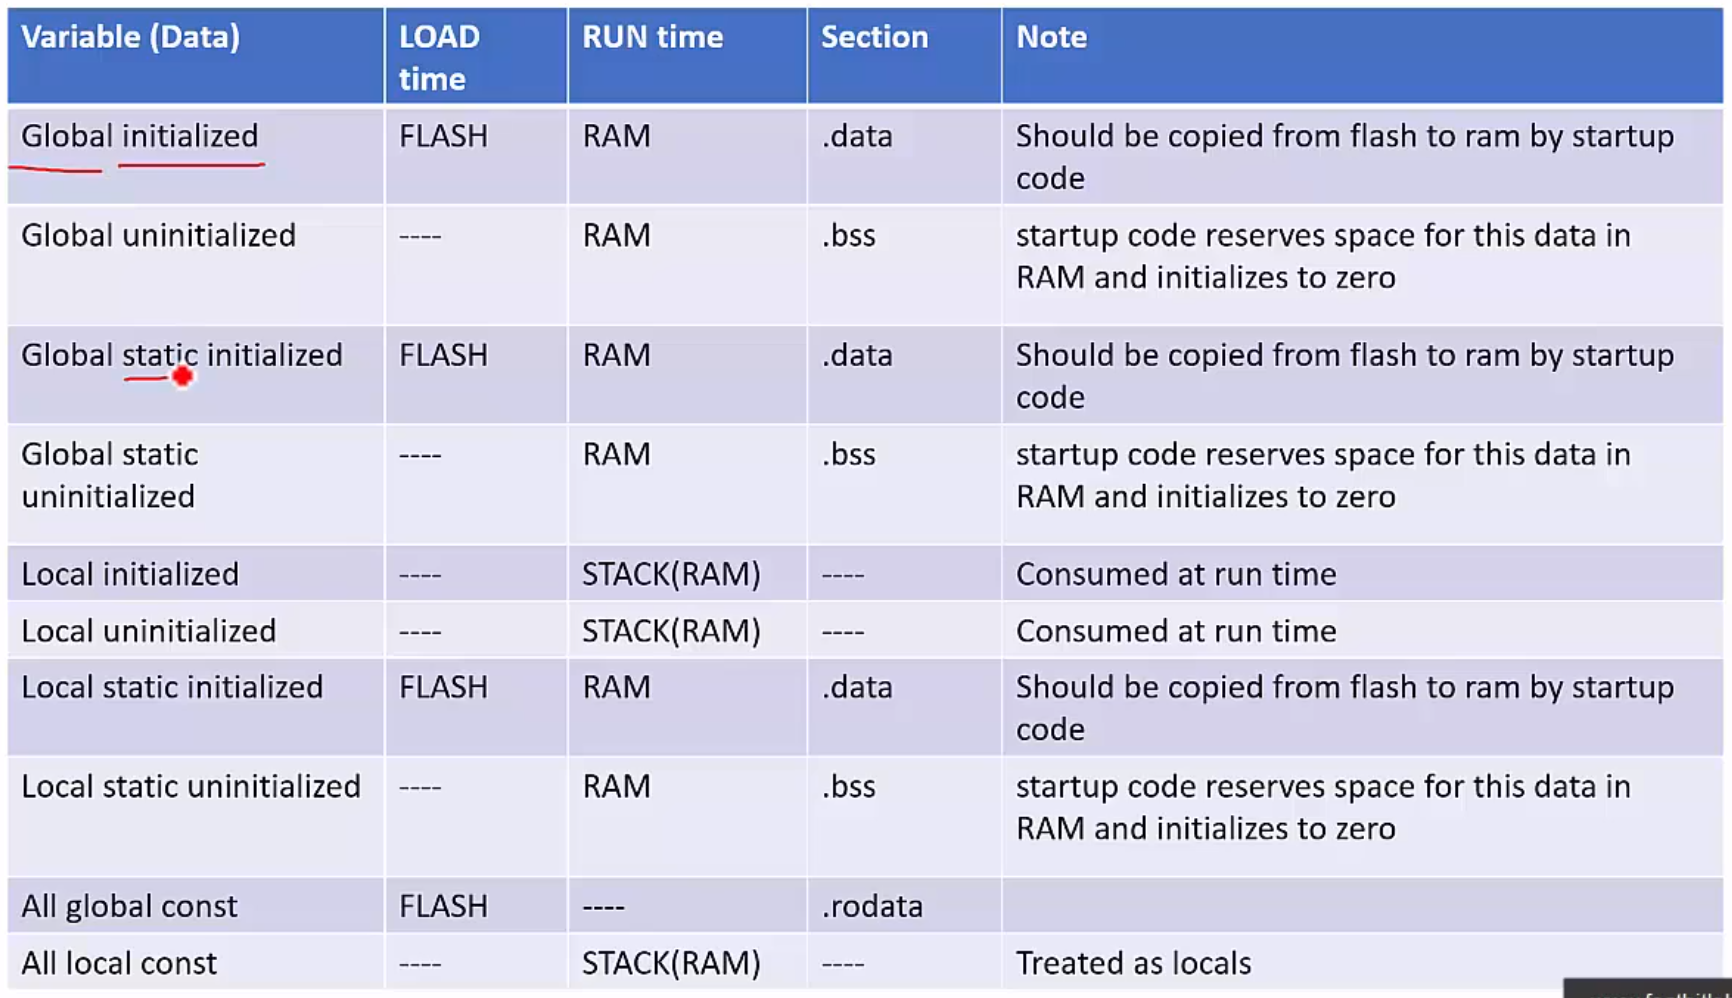 Variable (Data) LOAD time RUN time Section Note
Global initialized FLASH RAM .data Should be copied from flash to ram by startup code
Global uninitialized ---- RAM .bss startup code reserves space for this data in RAM and initializes to zero
Global static initialized FLASH RAM .data Should be copied from flash to ram by startup code
Global static uninitialized ---- RAM .bss startup code reserves space for this data in RAM and initializes to zero
Local initialized ---- STACK(RAM) ---- Consumed at run time
Local uninitialized ---- STACK(RAM) ---- Consumed at run time
Local static initialized FLASH RAM .data Should be copied from flash to ram by startup code
Local static uninitialized ---- RAM .bss startup code reserves space for this data in RAM and initializes to zero
All global const FLASH ---- .rodata
All local const ---- STACK(RAM) ---- Treated as locals